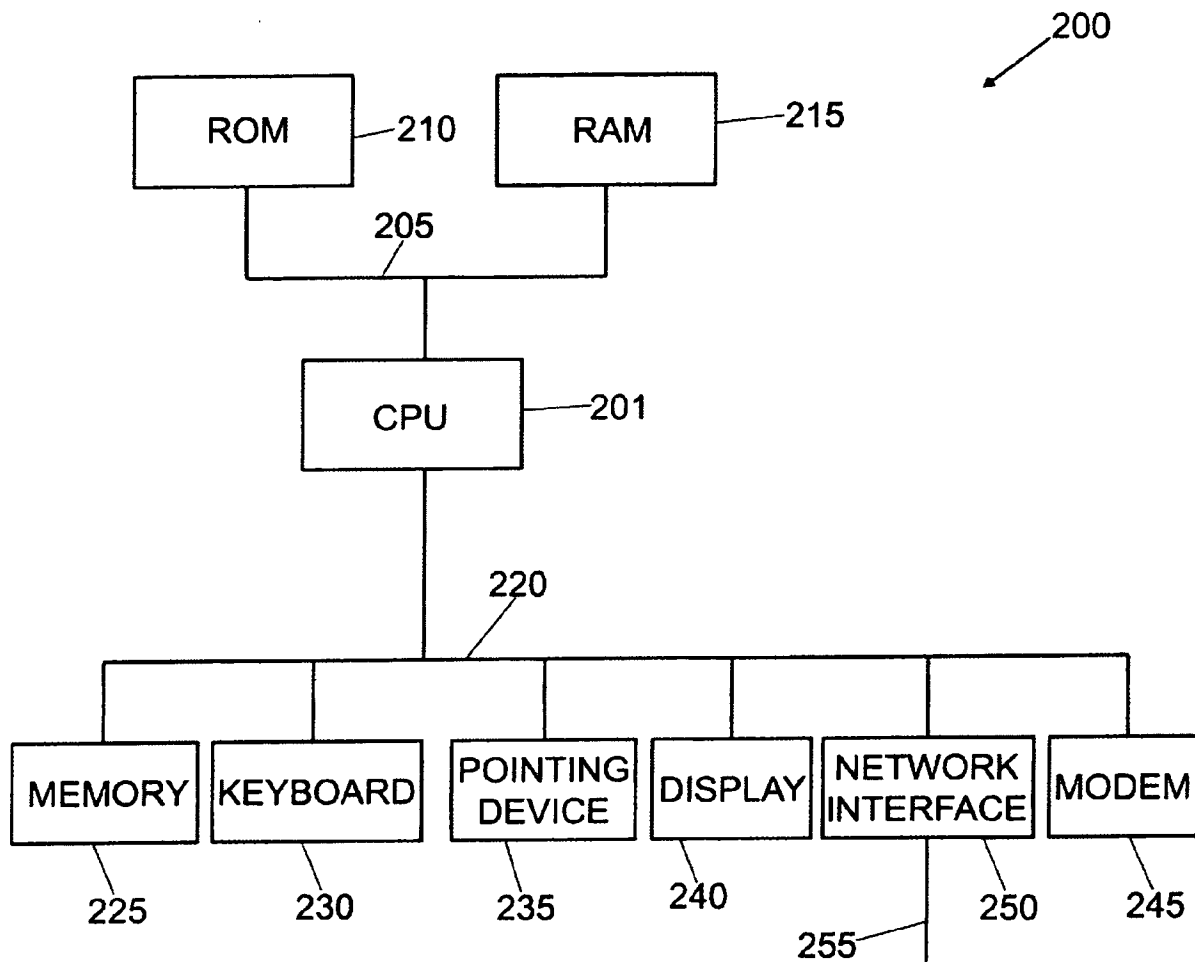 200
ROM
210
RAM
215
205
CPU
201
220
MEMORY
KEYBOARD
POINTING
DEVICE
DISPLAY
NETWORK
INTERFACE
MODEM
225
230
235
240
255
250
245